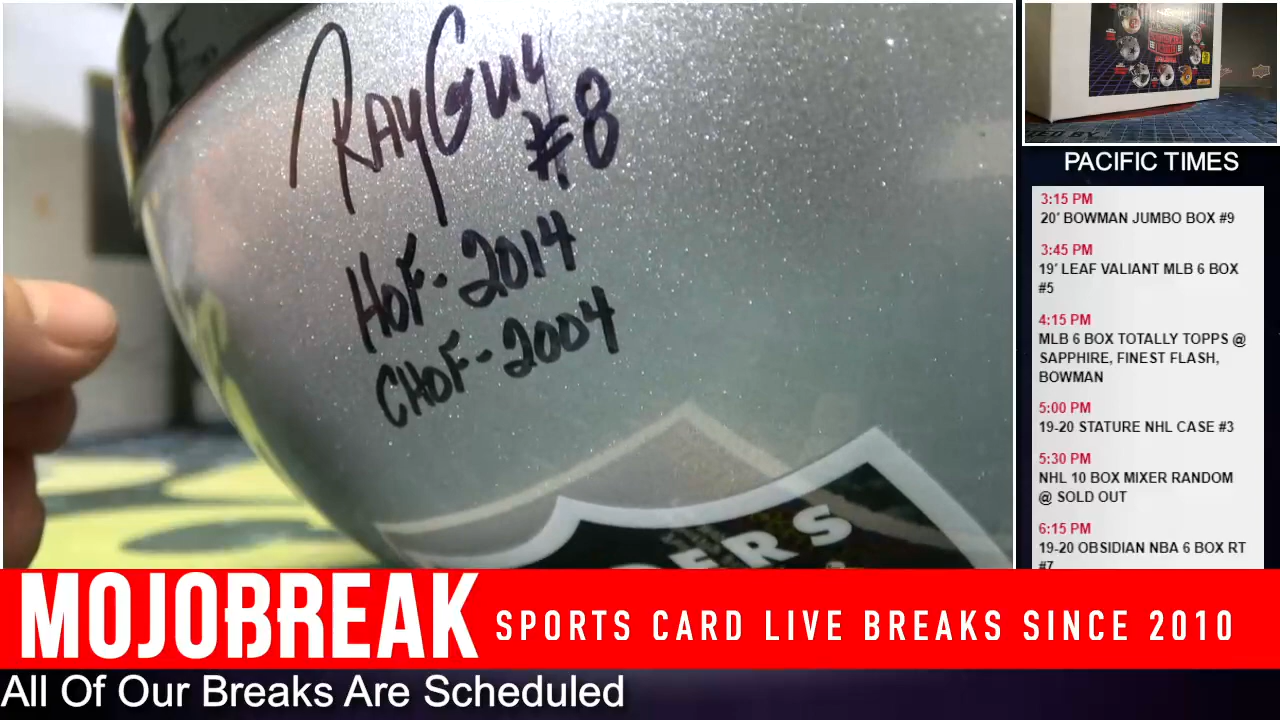 Ray Guy
#8
HOF-2014
CHOF-2004
ERS
PACIFIC TIMES
3:15 PM
20' BOWMAN JUMBO BOX #9
3:45 PM
19' LEAF VALIANT MLB 6 BOX
#5
4:15 PM
MLB 6 BOX TOTALLY TOPPS @
SAPPHIRE, FINEST FLASH,
BOWMAN
5:00 PM
19-20 STATURE NHL CASE #3
5:30 PM
NHL 10 BOX MIXER RANDOM
@ SOLD OUT
6:15 PM
19-20 OBSIDIAN NBA 6 BOX RT
#7
MOJOBREAK SPORTS CARD LIVE BREAKS SINCE 2010
All Of Our Breaks Are Scheduled